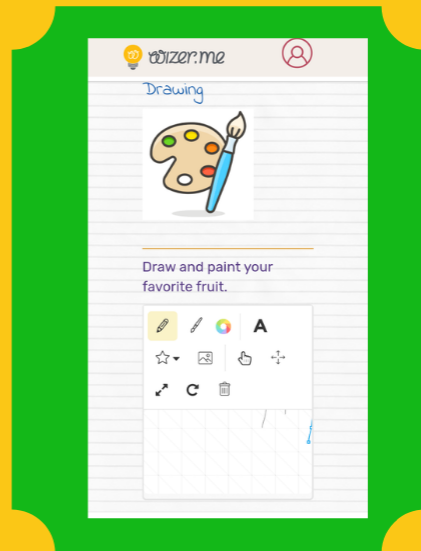 wizer.me
Drawing
Draw and paint your
favorite fruit.
A